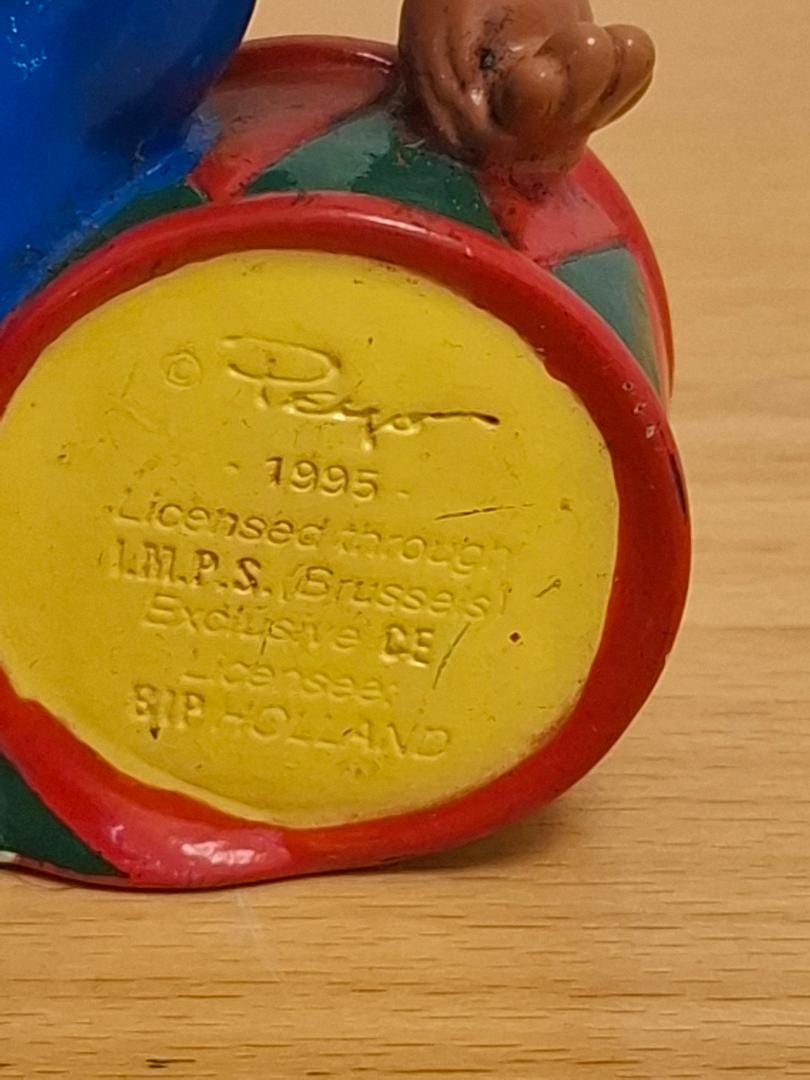 © Peyo
- 1995 -
Licensed through
I.M.P.S. (Brussels)
Exclusive CE
Licensee:
BIP HOLLAND